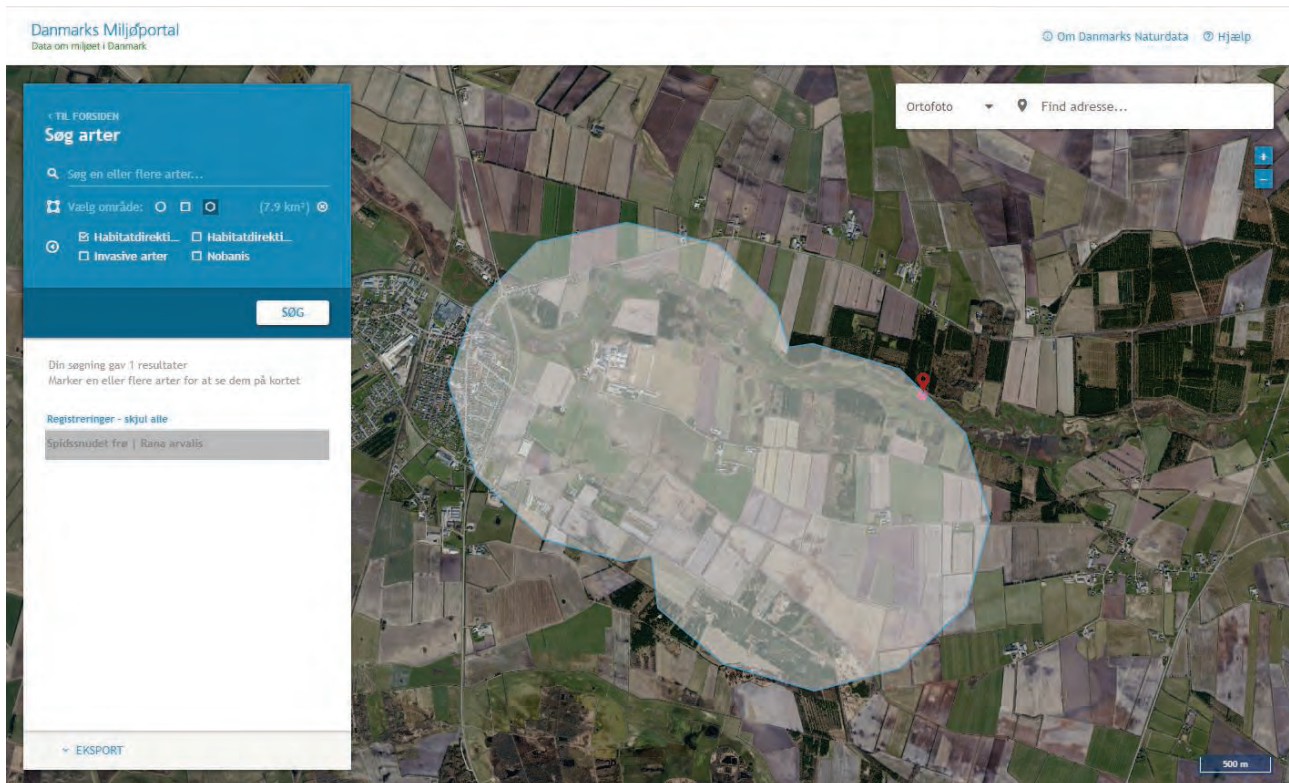 Danmarks Miljøportal
Data om miljøet i Danmark
Om Danmarks Naturdata Hjælp
‹ TIL FORSIDEN
Søg arter
Søg en eller flere arter...
Vælg område: (7.9 km²)
Habitatdirekti... Habitatdirekti...
Invasive arter Nobanis
SØG
Din søgning gav 1 resultater
Marker en eller flere arter for at se dem på kortet
Registreringer - skjul alle
Spidssnudet frø | Rana arvalis
EKSPORT
Ortofoto Find adresse...
+
−
500 m